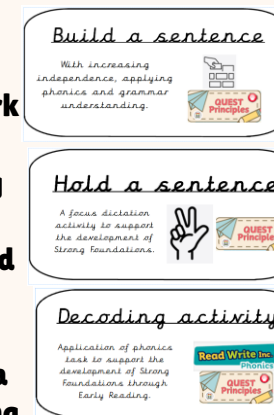 Build a sentence
With increasing
independence, applying
phonics and grammar
understanding.
QUEST
Principles
rk
Hold a sentence
A focus dictation
activity to support
the development of
Strong Foundations.
QUEST
Principle
d
Decoding activity
Application of phonics
task to support the
development of Strong
Foundations through
Early Reading.
Read Write Inc.
Phonics
QUEST
Principles